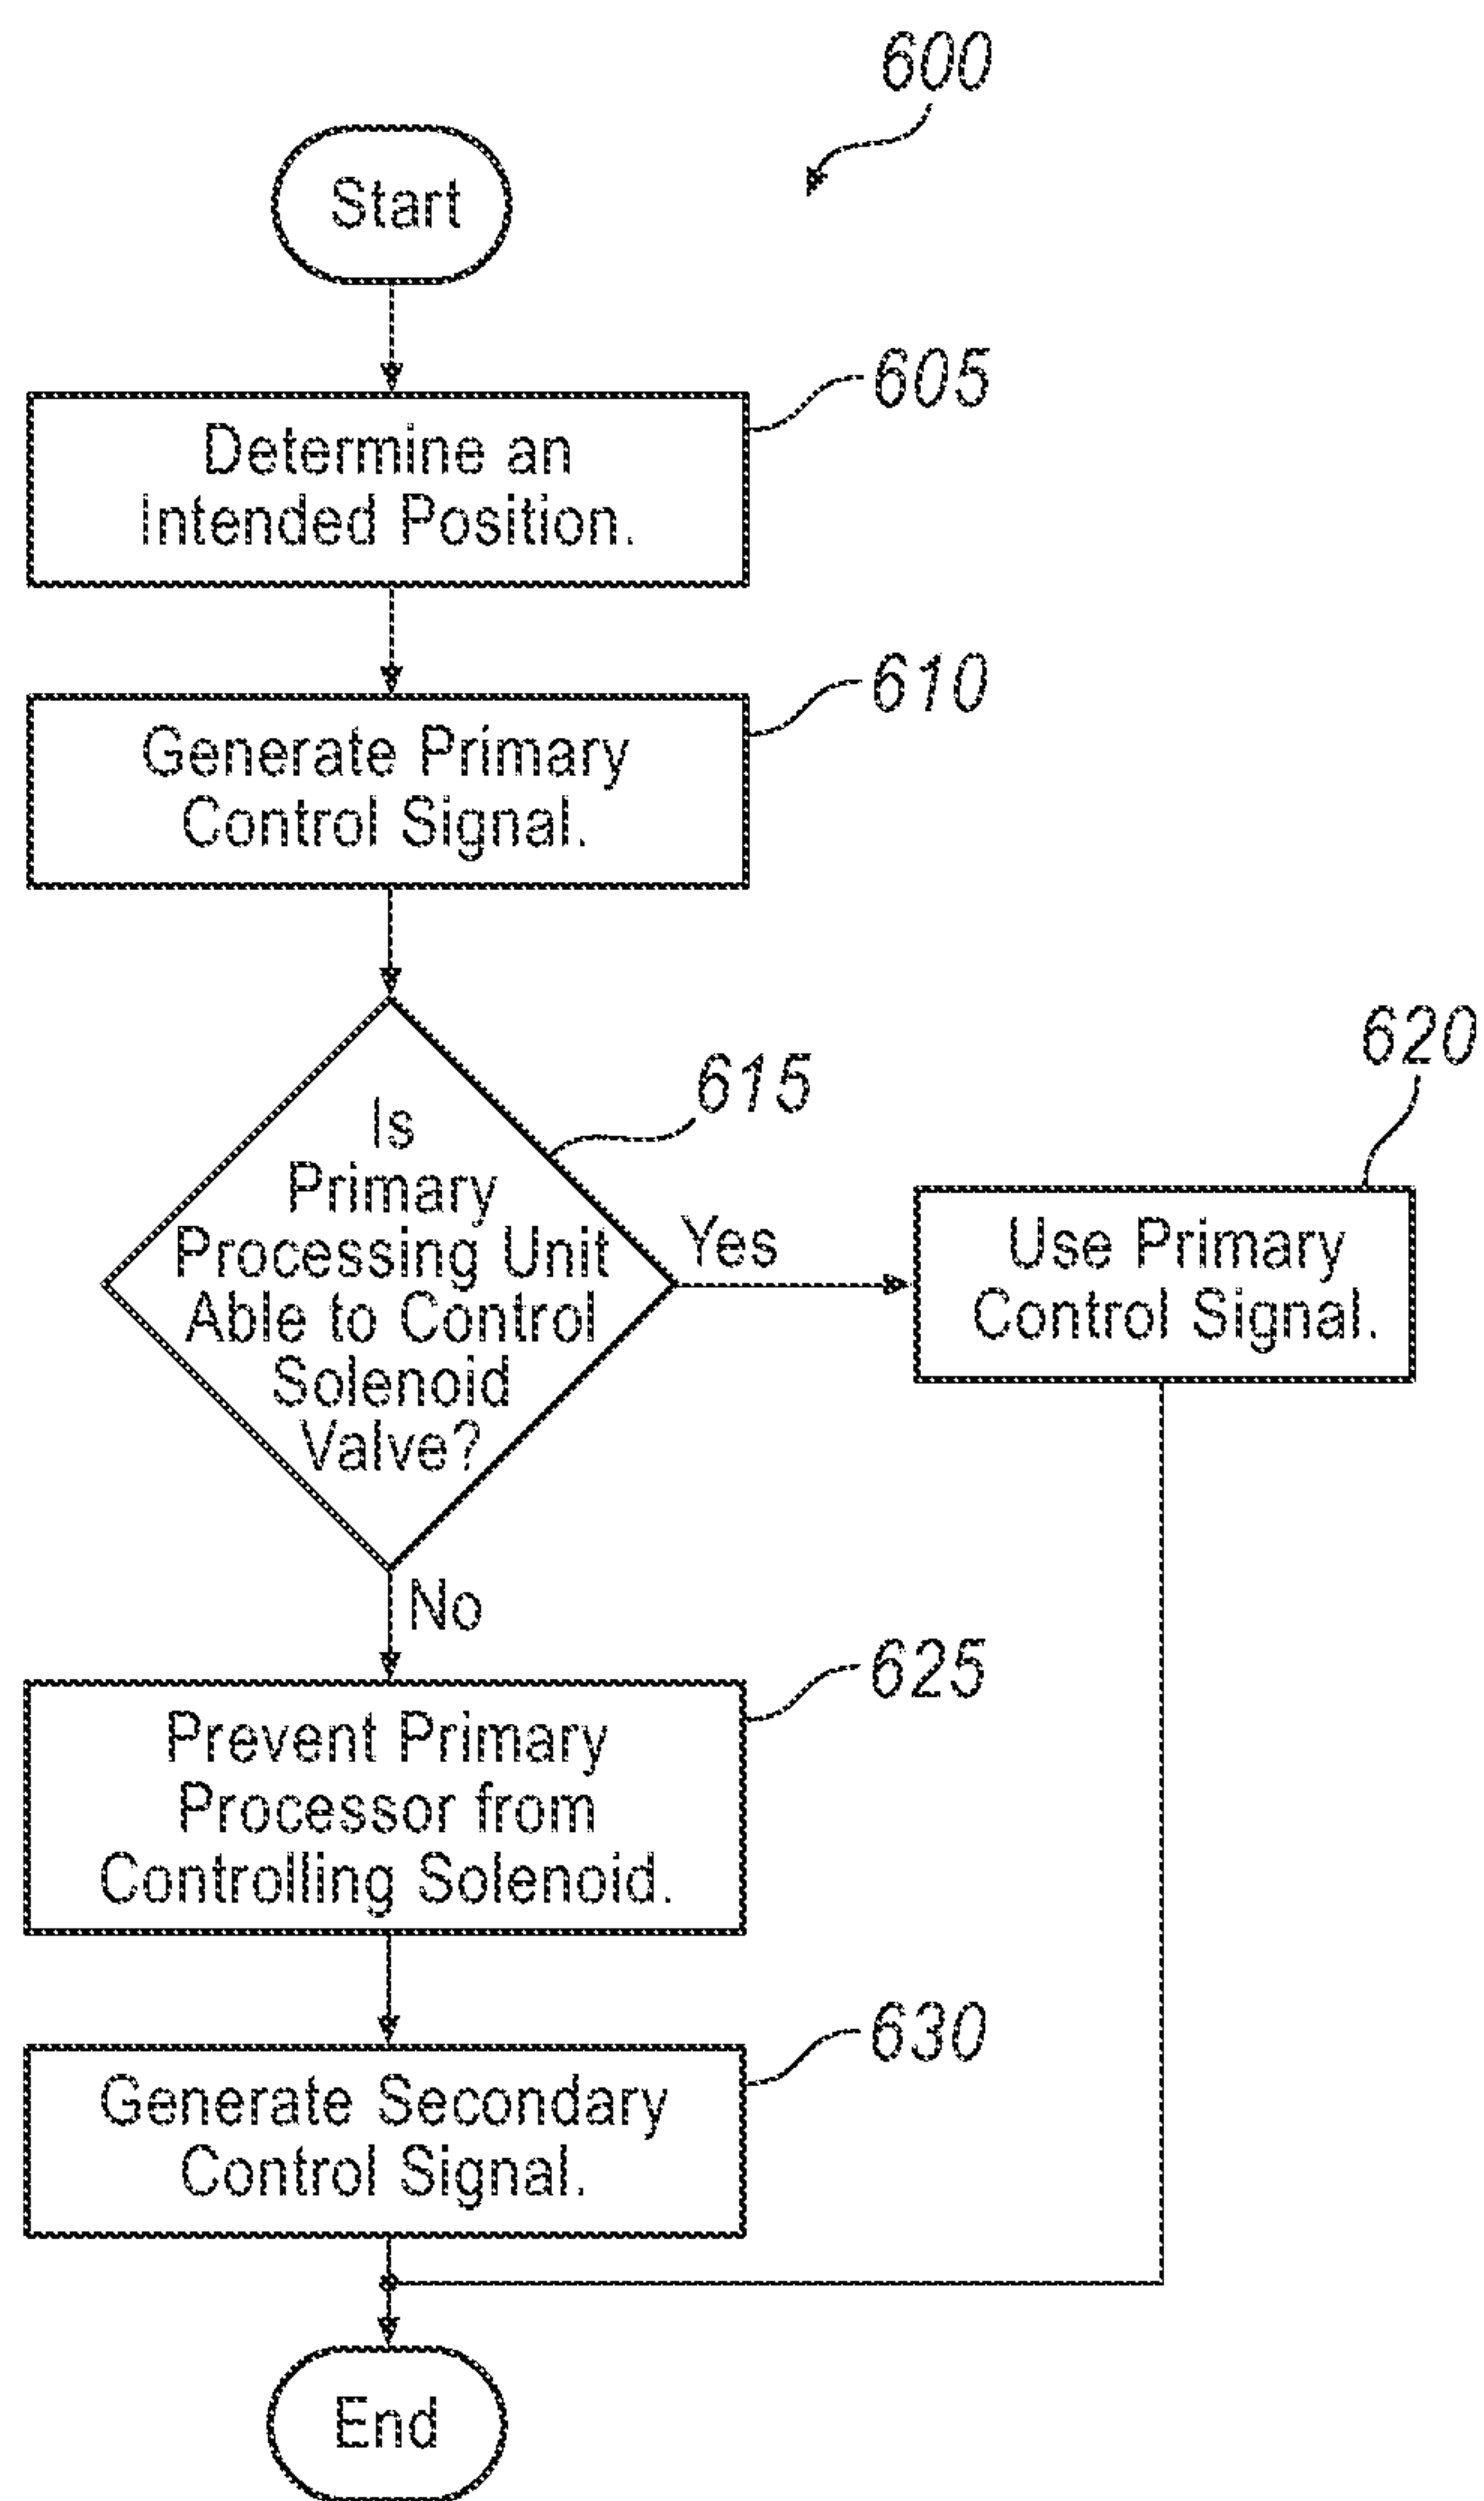 600
Start
605
Determine an
Intended Position.
610
Generate Primary
Control Signal.
615
Is
Primary
Processing Unit
Able to Control
Solenoid
Valve?
Yes
620
Use Primary
Control Signal.
No
625
Prevent Primary
Processor from
Controlling Solenoid.
630
Generate Secondary
Control Signal.
End